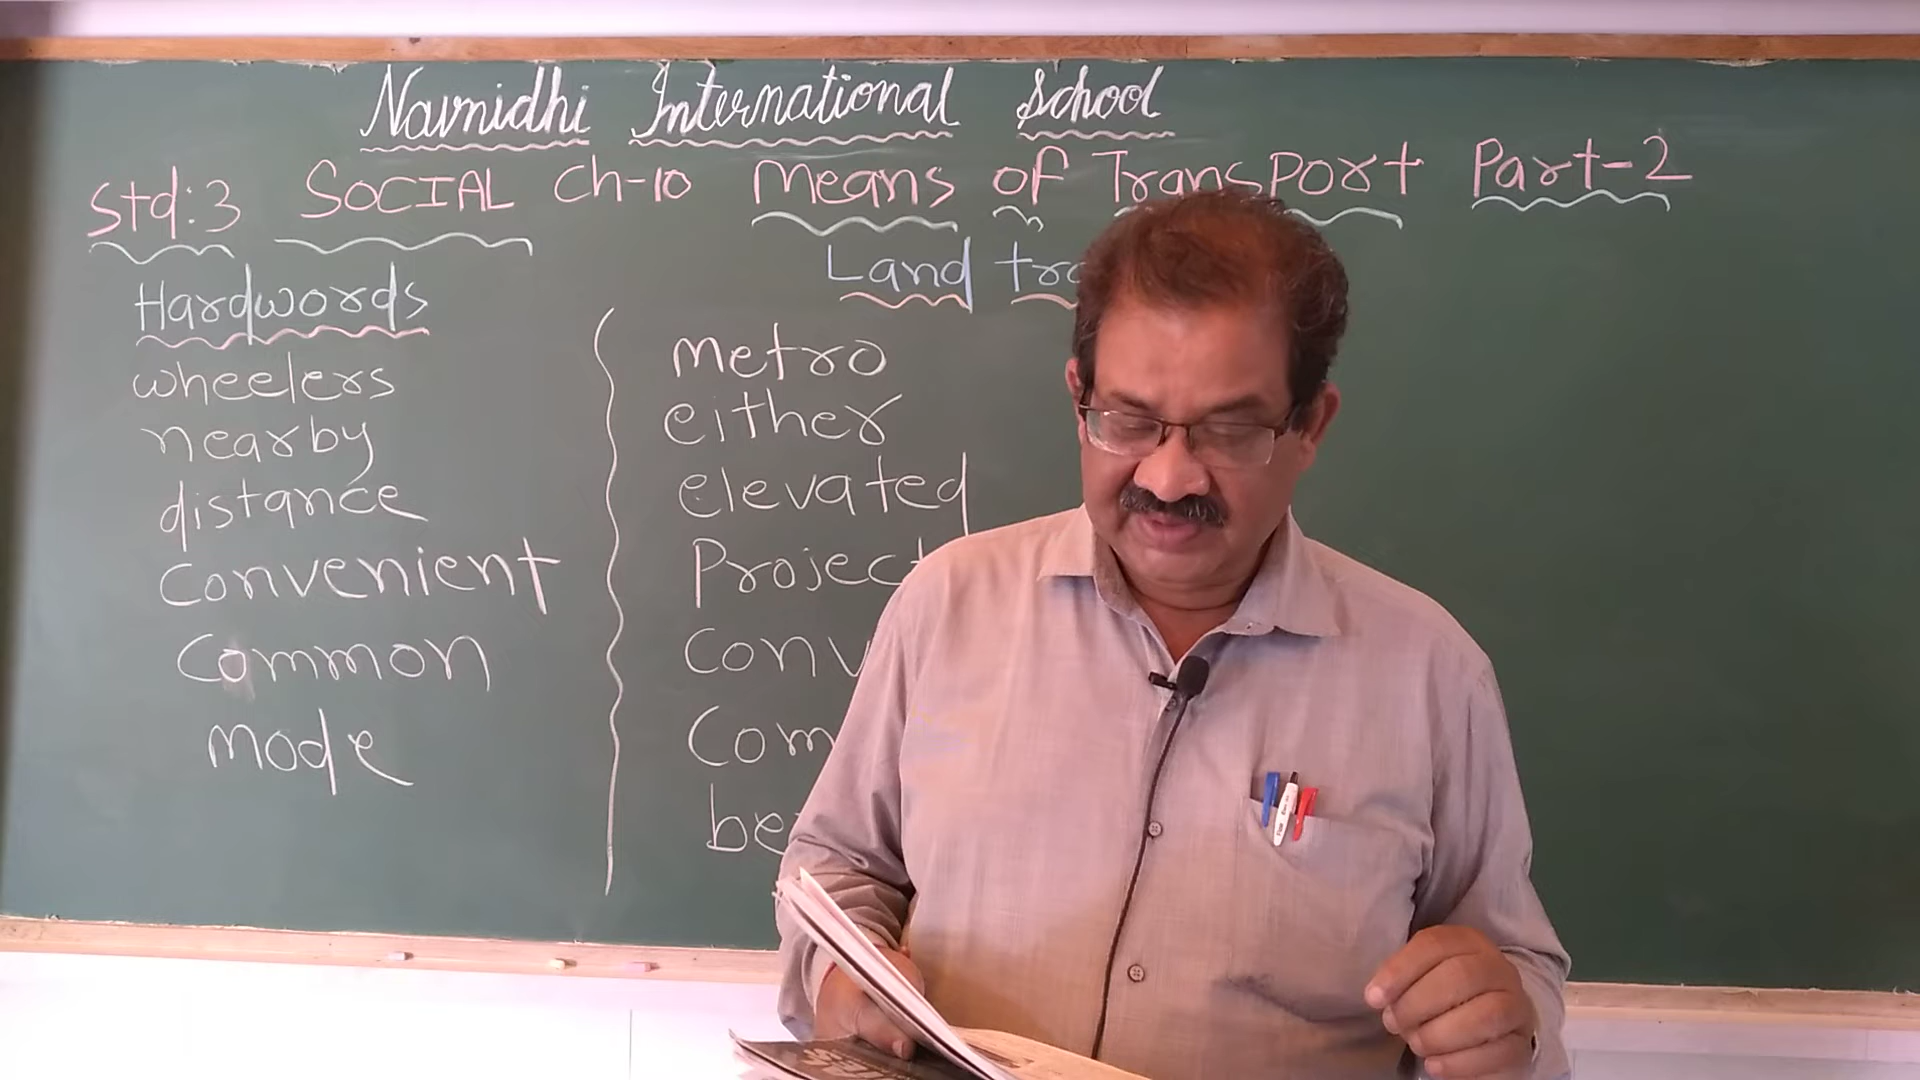 Navnidhi International School
Std:3 SOCIAL Ch-10 Means of Transport Part-2
Land
Hardwords
wheelers
nearby
distance
Convenient
Common
mode
Metro
either
elevated